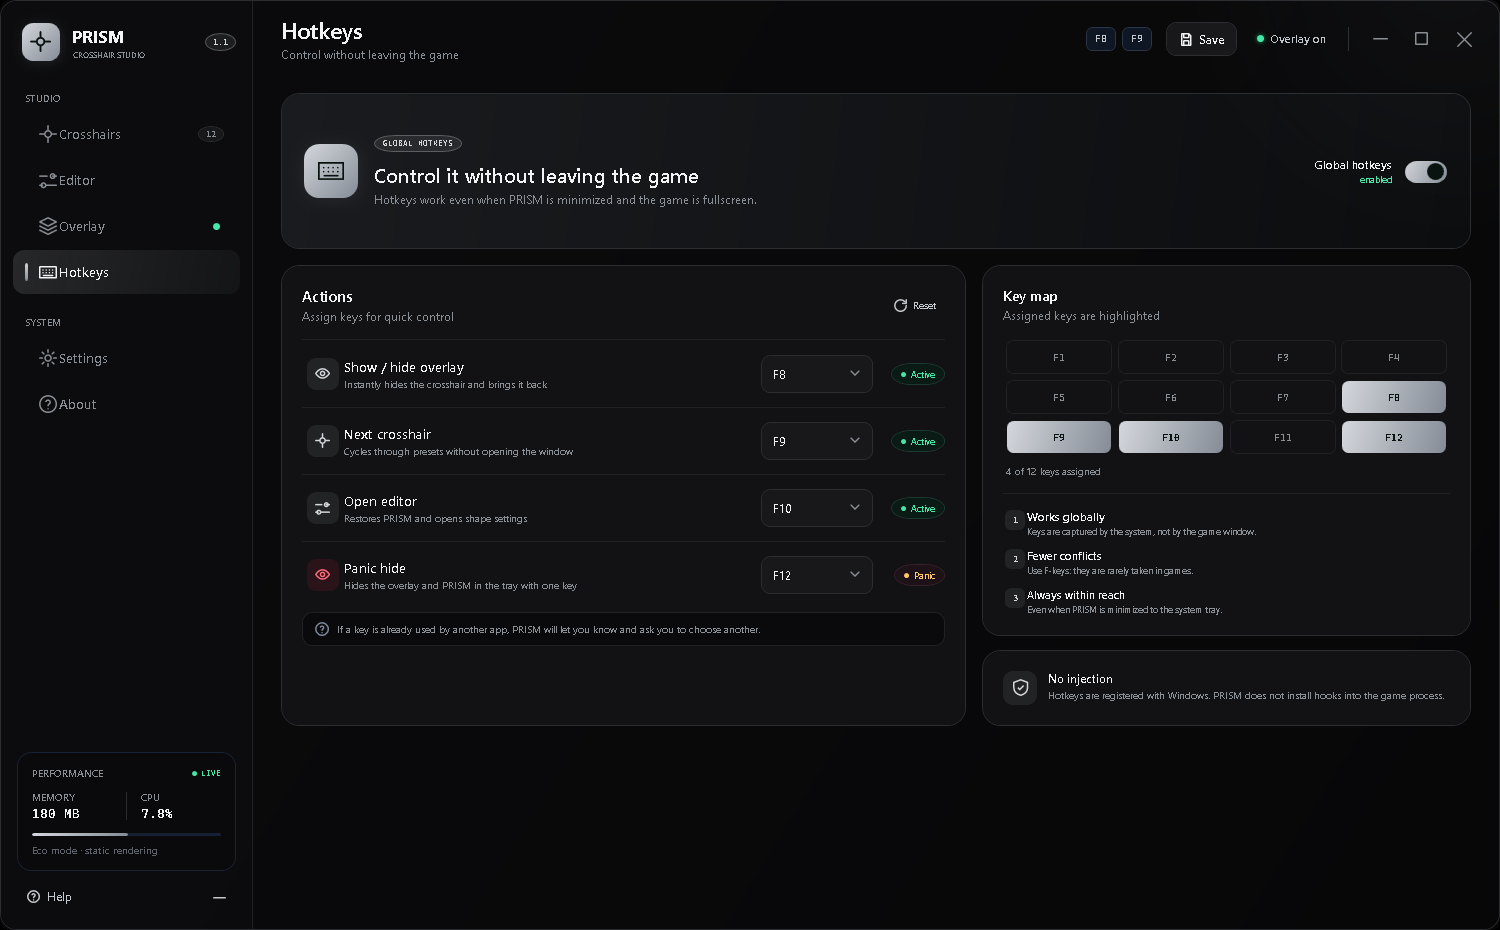 PRISM
CROSSHAIR STUDIO
1.1
STUDIO
Crosshairs
12
Editor
Overlay
Hotkeys
SYSTEM
Settings
About
PERFORMANCE
LIVE
MEMORY
CPU
180 MB
7.8%
Eco mode · static rendering
Help
Hotkeys
Control without leaving the game
F8
F9
Save
Overlay on
GLOBAL HOTKEYS
Control it without leaving the game
Hotkeys work even when PRISM is minimized and the game is fullscreen.
Global hotkeys
enabled
Actions
Assign keys for quick control
Reset
Show / hide overlay
Instantly hides the crosshair and brings it back
F8
Active
Next crosshair
Cycles through presets without opening the window
F9
Active
Open editor
Restores PRISM and opens shape settings
F10
Active
Panic hide
Hides the overlay and PRISM in the tray with one key
F12
Panic
If a key is already used by another app, PRISM will let you know and ask you to choose another.
Key map
Assigned keys are highlighted
F1
F2
F3
F4
F5
F6
F7
F8
F9
F10
F11
F12
4 of 12 keys assigned
1
Works globally
Keys are captured by the system, not by the game window.
2
Fewer conflicts
Use F-keys: they are rarely taken in games.
3
Always within reach
Even when PRISM is minimized to the system tray.
No injection
Hotkeys are registered with Windows. PRISM does not install hooks into the game process.